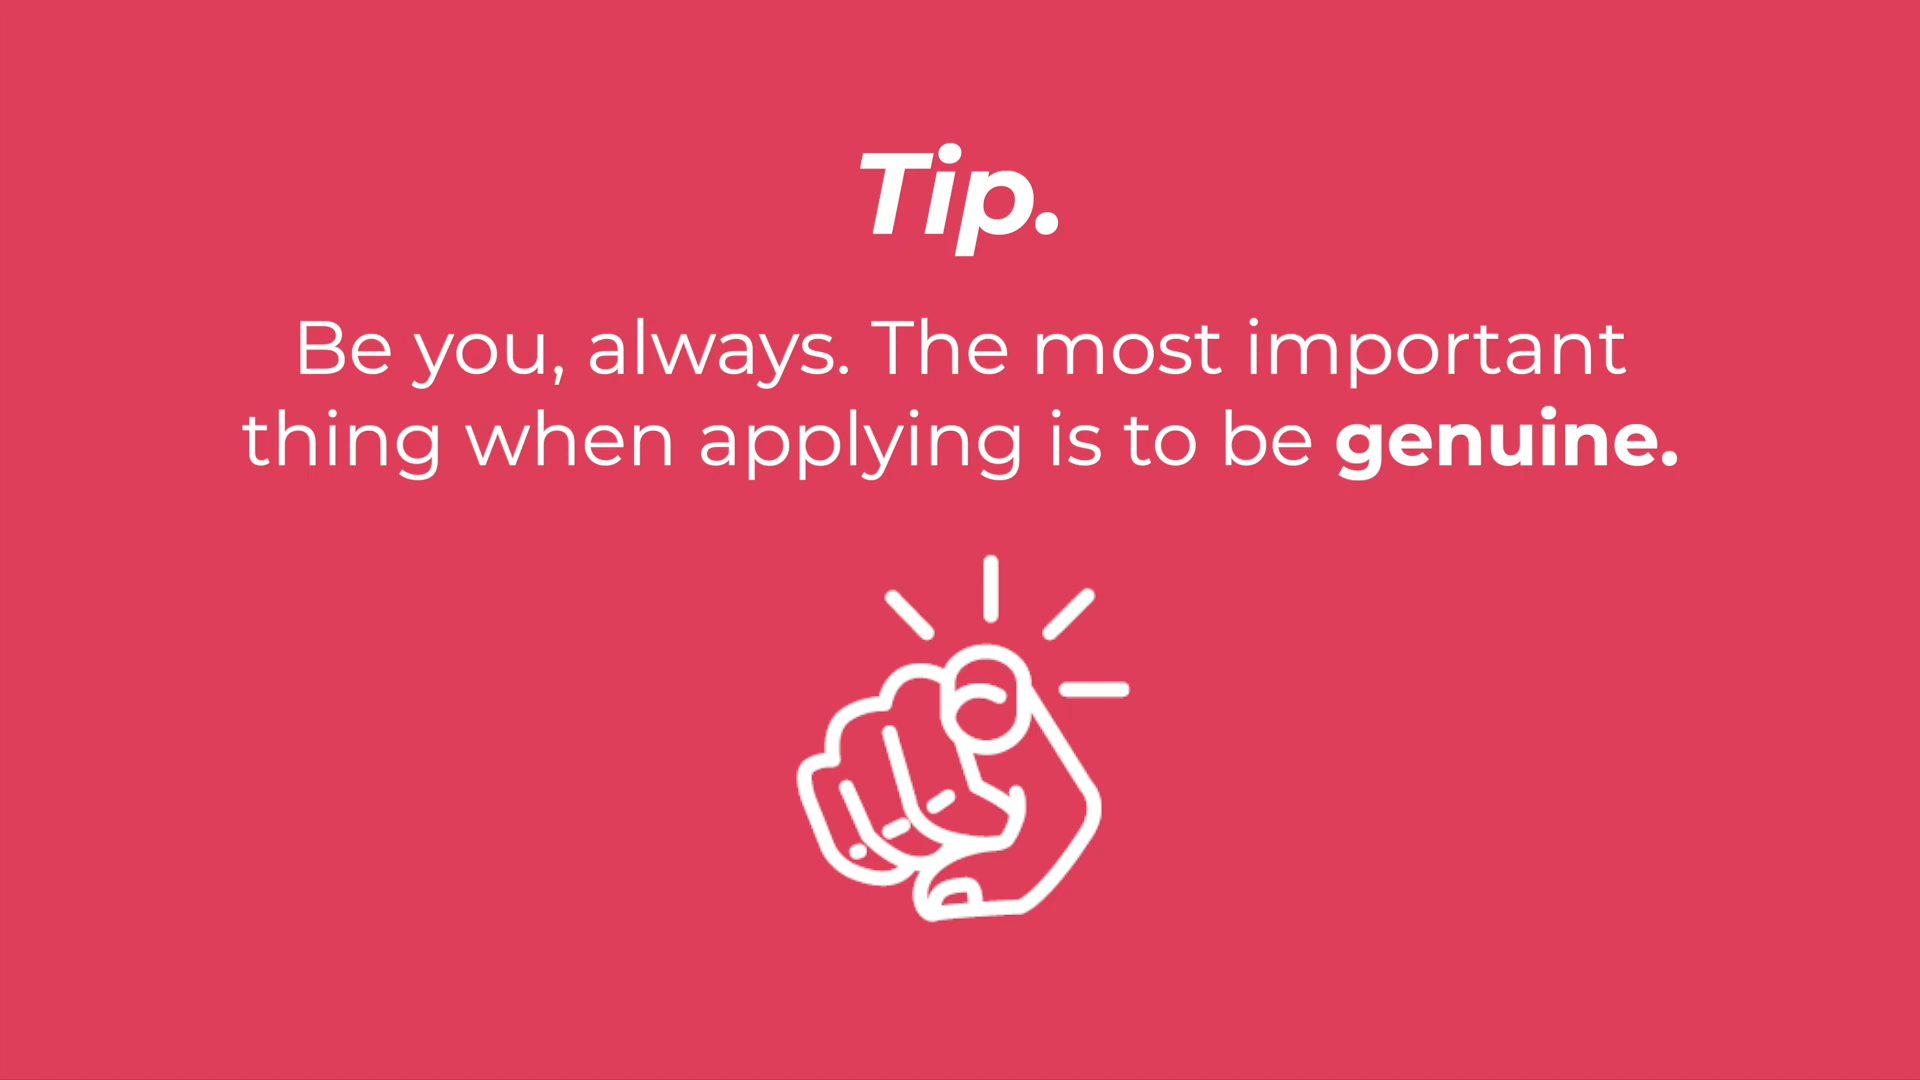 Tip.
Be you, always. The most important
thing when applying is to be genuine.